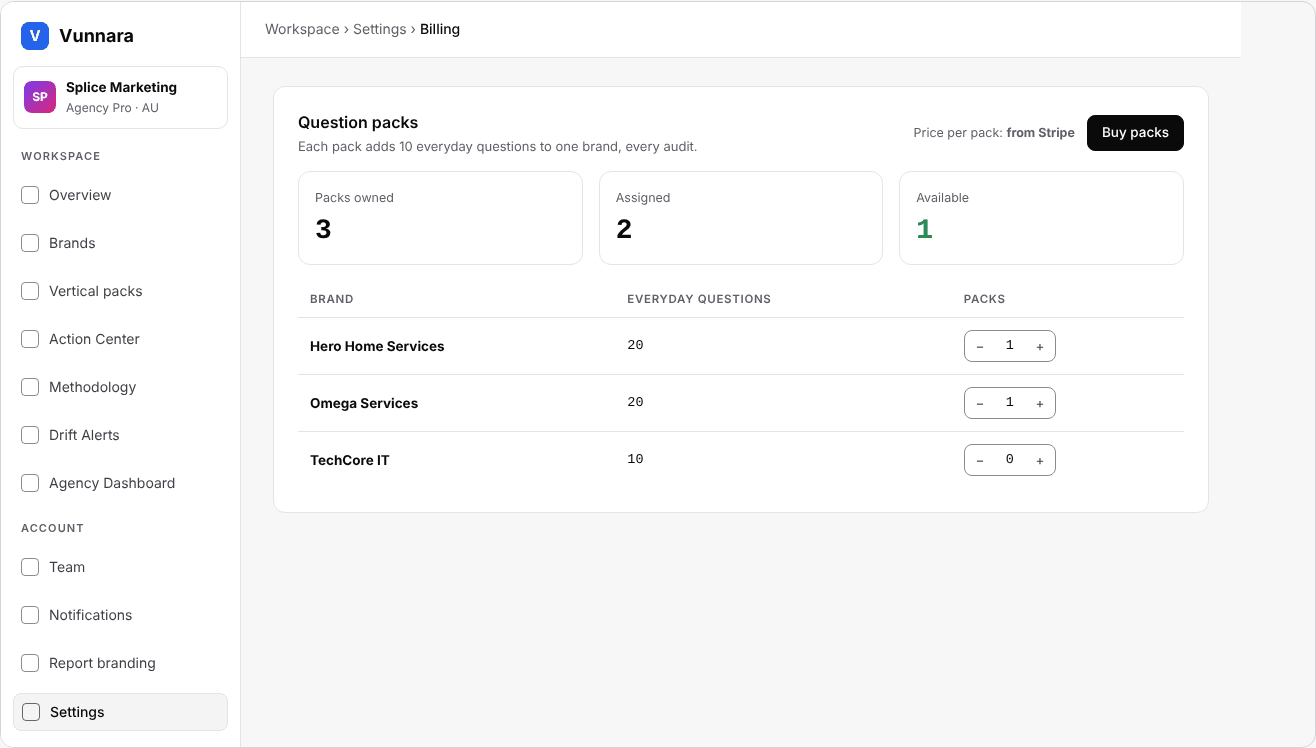 V Vunnara
SP
Splice Marketing
Agency Pro · AU
WORKSPACE
Overview
Brands
Vertical packs
Action Center
Methodology
Drift Alerts
Agency Dashboard
ACCOUNT
Team
Notifications
Report branding
Settings
Workspace › Settings › Billing
Question packs
Each pack adds 10 everyday questions to one brand, every audit.
Price per pack: from Stripe
Buy packs
Packs owned
3
Assigned
2
Available
1
BRAND EVERYDAY QUESTIONS PACKS
Hero Home Services 20 − 1 +
Omega Services 20 − 1 +
TechCore IT 10 − 0 +